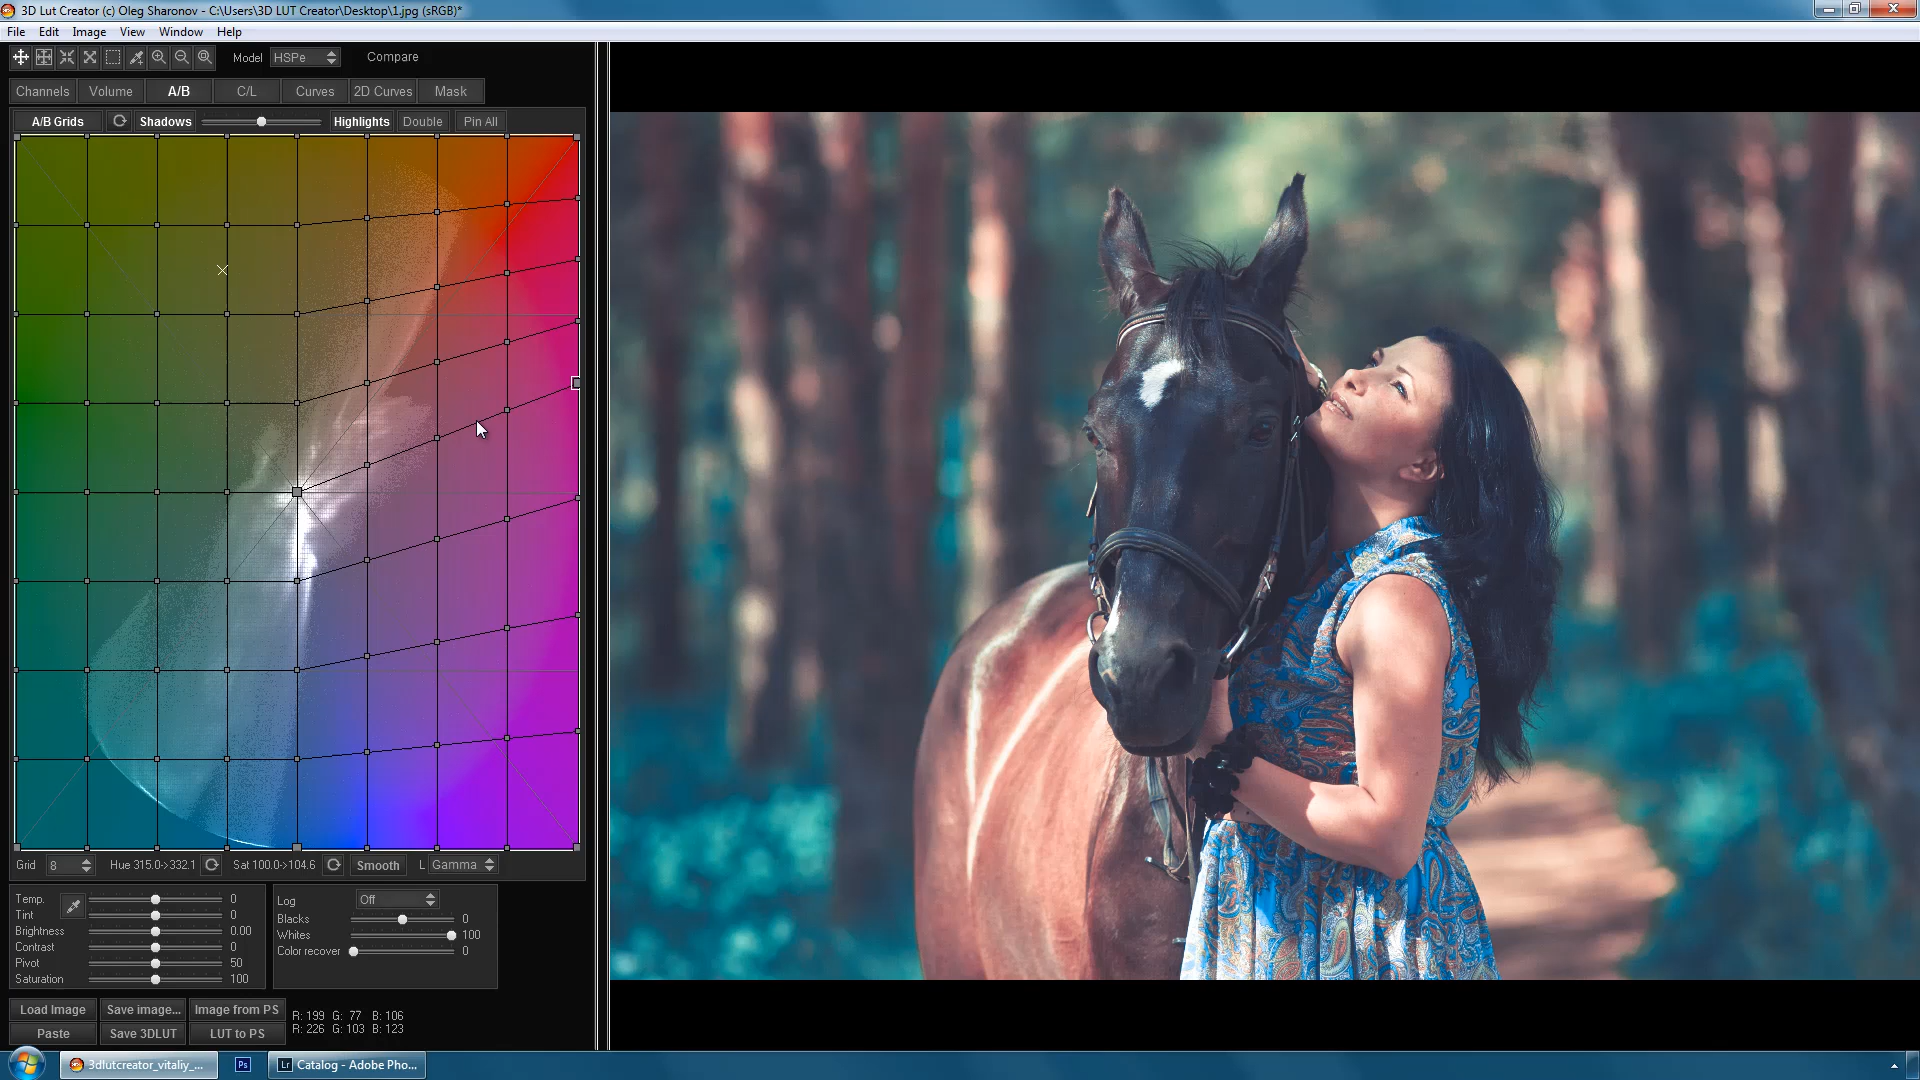 3D Lut Creator (c) Oleg Sharonov - C:\Users\3D LUT Creator\Desktop\1.jpg (sRGB)*
File Edit Image View Window Help
Model HSPe Compare
Channels Volume A/B C/L Curves 2D Curves Mask
A/B Grids Shadows Highlights Double Pin All
Grid 8 Hue 315.0->332.1 Sat 100.0->104.6 Smooth L Gamma
Temp. 0
Tint 0
Brightness 0.00
Contrast 0
Pivot 50
Saturation 100
Log Off
Blacks 0
Whites 100
Color recover 0
Load Image Save image... Image from PS
Paste Save 3DLUT LUT to PS
R: 199 G: 77 B: 106
R: 226 G: 103 B: 123
3dlutcreator_vitaliy_... Ps Lr Catalog - Adobe Pho...